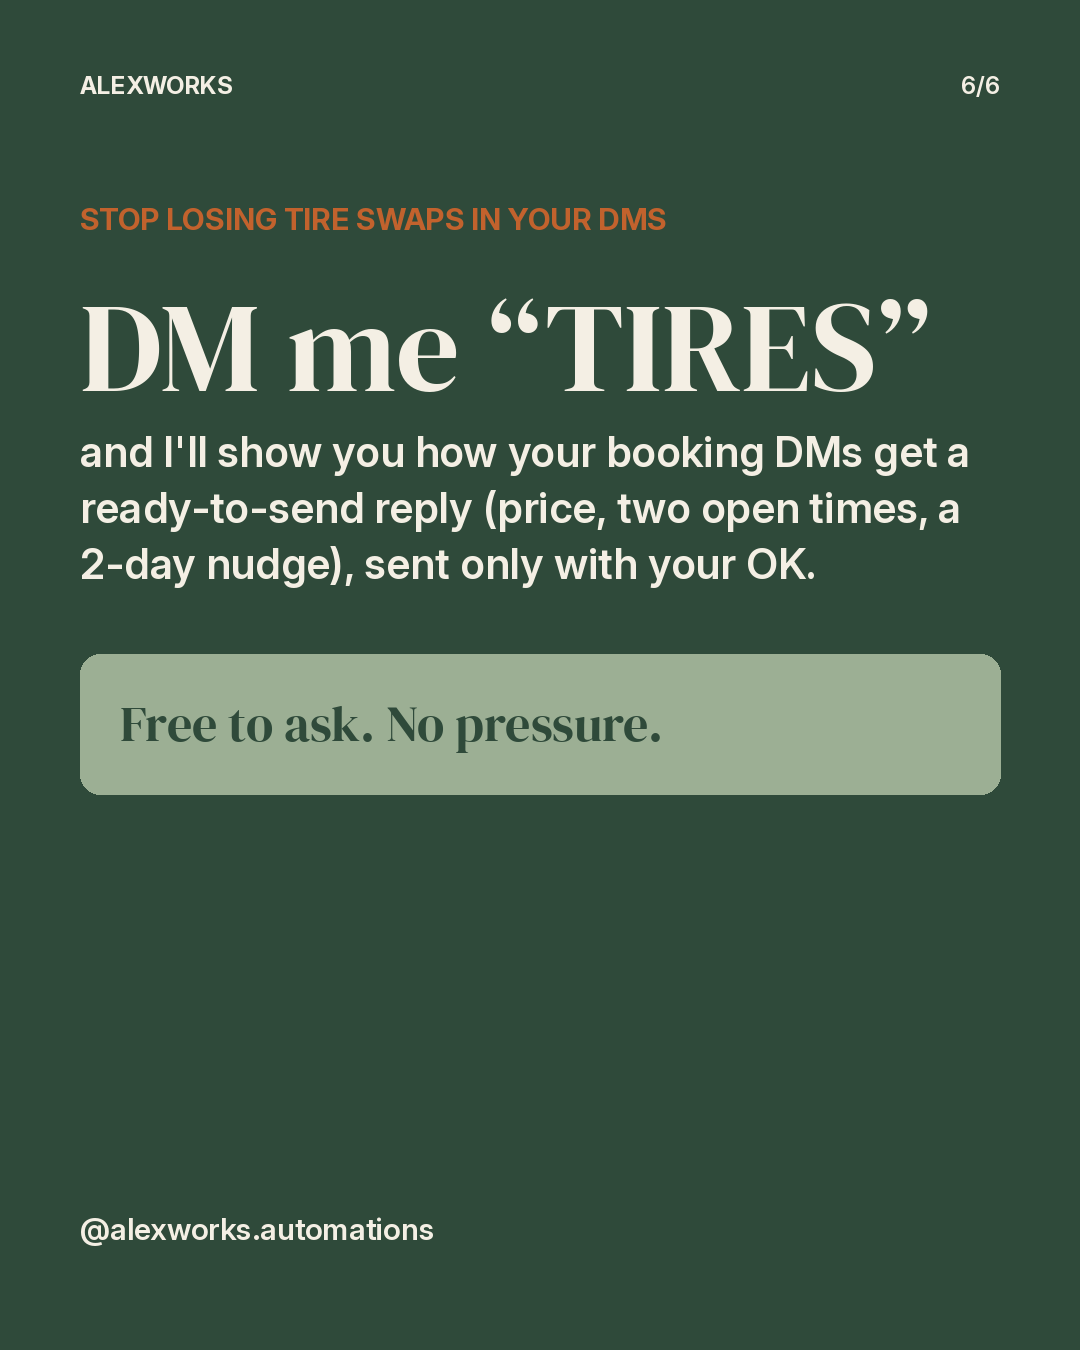 ALEXWORKS
6/6
STOP LOSING TIRE SWAPS IN YOUR DMS
DM me “TIRES”
and I'll show you how your booking DMs get a
ready-to-send reply (price, two open times, a
2-day nudge), sent only with your OK.
Free to ask. No pressure.
@alexworks.automations